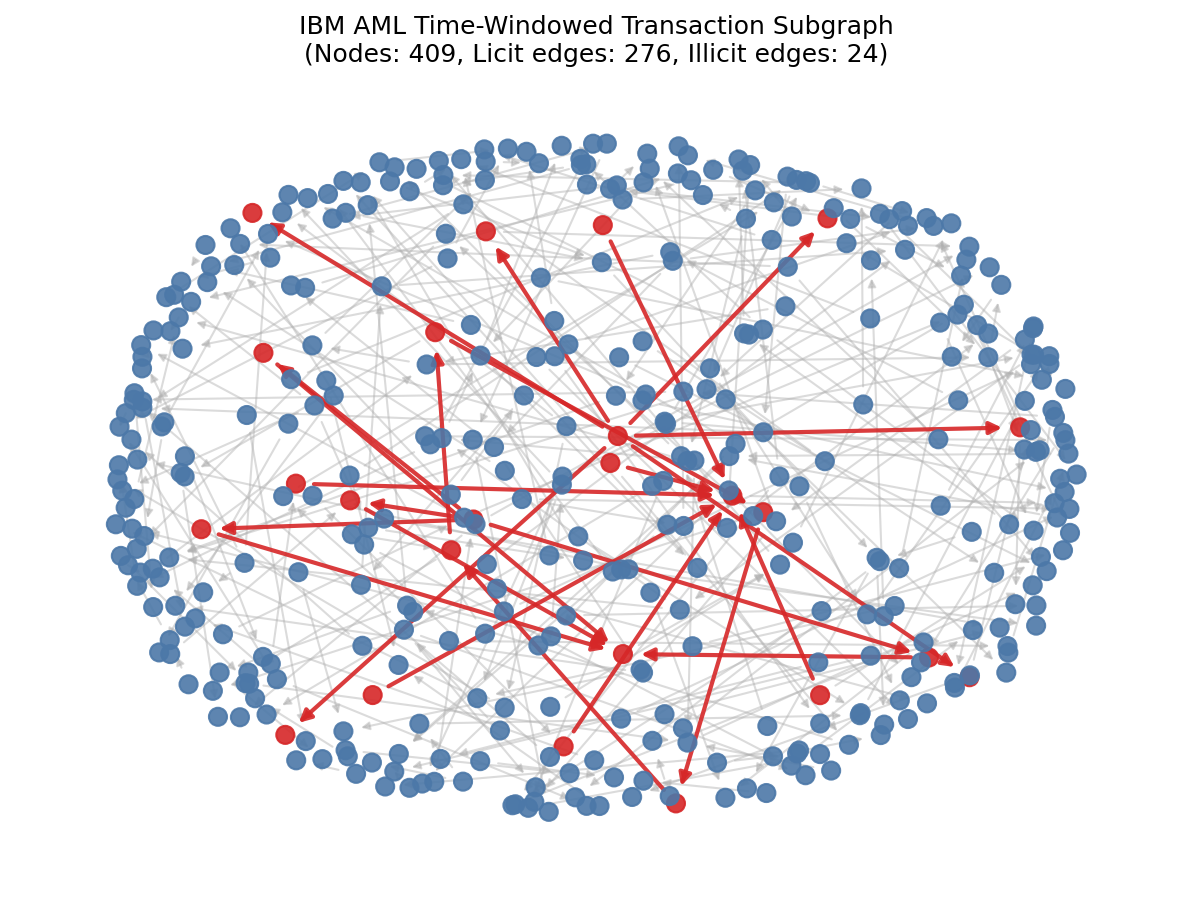 IBM AML Time-Windowed Transaction Subgraph
(Nodes: 409, Licit edges: 276, Illicit edges: 24)